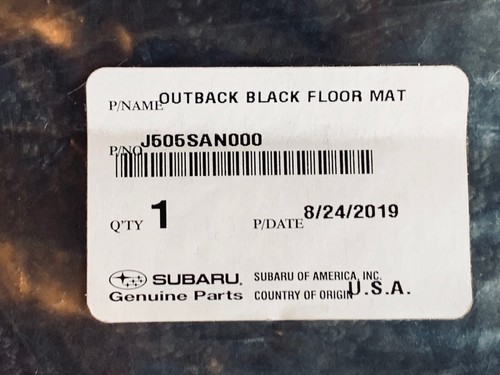 P/NAME OUTBACK BLACK FLOOR MAT
P/NO J505SAN000
Q'TY 1 P/DATE 8/24/2019
SUBARU. SUBARU OF AMERICA, INC.
Genuine Parts COUNTRY OF ORIGIN U.S.A.